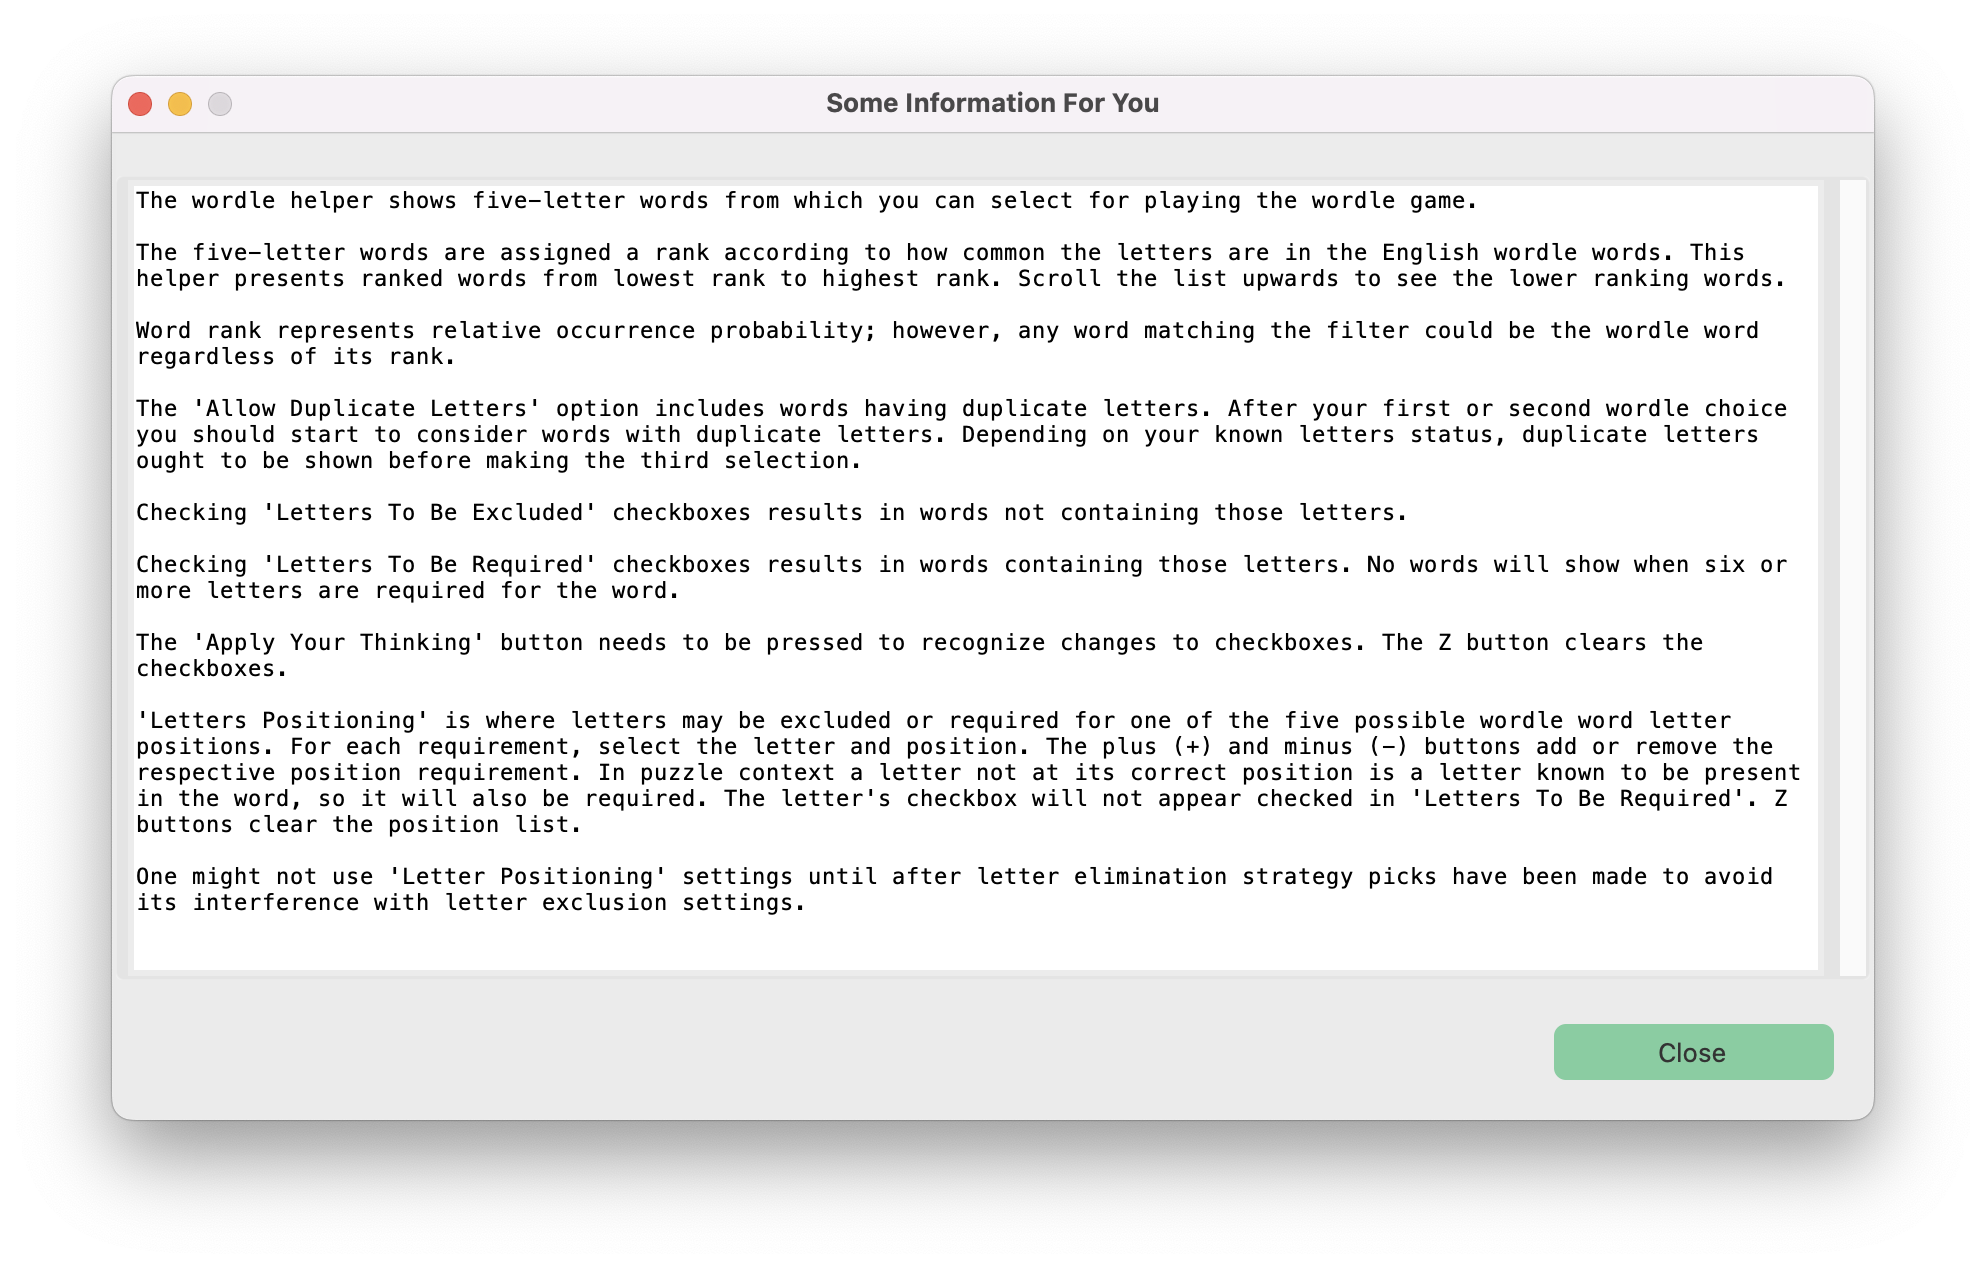 Some Information For You
The wordle helper shows five-letter words from which you can select for playing the wordle game.
The five-letter words are assigned a rank according to how common the letters are in the English wordle words. This
helper presents ranked words from lowest rank to highest rank. Scroll the list upwards to see the lower ranking words.
Word rank represents relative occurrence probability; however, any word matching the filter could be the wordle word
regardless of its rank.
The 'Allow Duplicate Letters' option includes words having duplicate letters. After your first or second wordle choice
you should start to consider words with duplicate letters. Depending on your known letters status, duplicate letters
ought to be shown before making the third selection.
Checking 'Letters To Be Excluded' checkboxes results in words not containing those letters.
Checking 'Letters To Be Required' checkboxes results in words containing those letters. No words will show when six or
more letters are required for the word.
The 'Apply Your Thinking' button needs to be pressed to recognize changes to checkboxes. The Z button clears the
checkboxes.
'Letters Positioning' is where letters may be excluded or required for one of the five possible wordle word letter
positions. For each requirement, select the letter and position. The plus (+) and minus (-) buttons add or remove the
respective position requirement. In puzzle context a letter not at its correct position is a letter known to be present
in the word, so it will also be required. The letter's checkbox will not appear checked in 'Letters To Be Required'. Z
buttons clear the position list.
One might not use 'Letter Positioning' settings until after letter elimination strategy picks have been made to avoid
its interference with letter exclusion settings.
Close